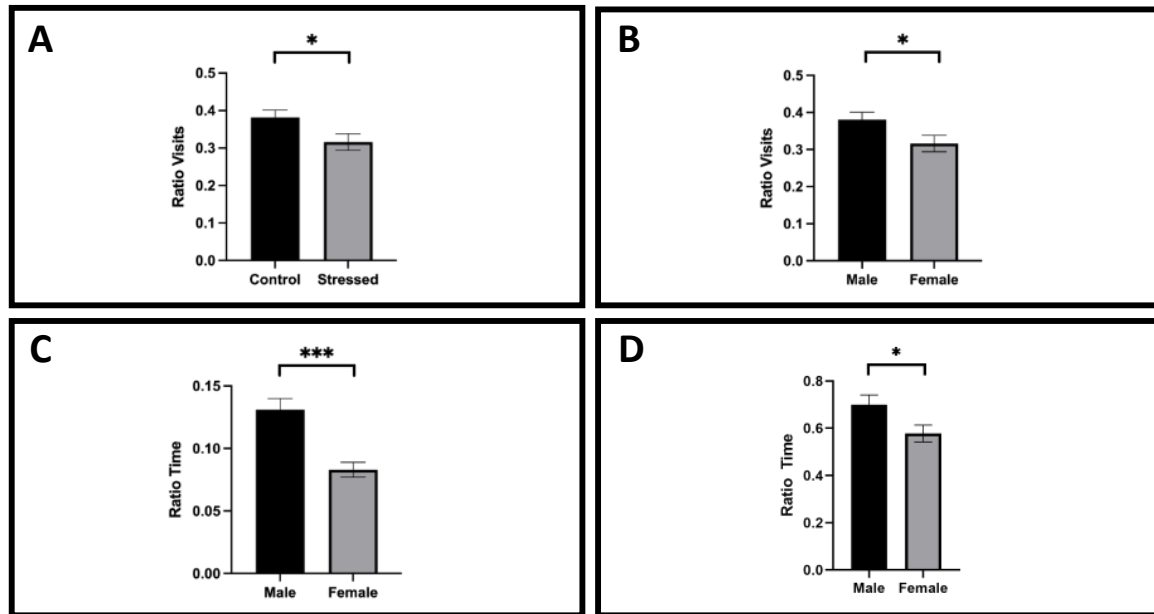 A
*
0.5
0.4
0.3
0.2
0.1
0.0
Ratio Visits
Control Stressed
B
*
0.5
0.4
0.3
0.2
0.1
0.0
Ratio Visits
Male Female
C
***
0.15
0.10
0.05
0.00
Ratio Time
Male Female
D
*
0.8
0.6
0.4
0.2
0.0
Ratio Time
Male Female